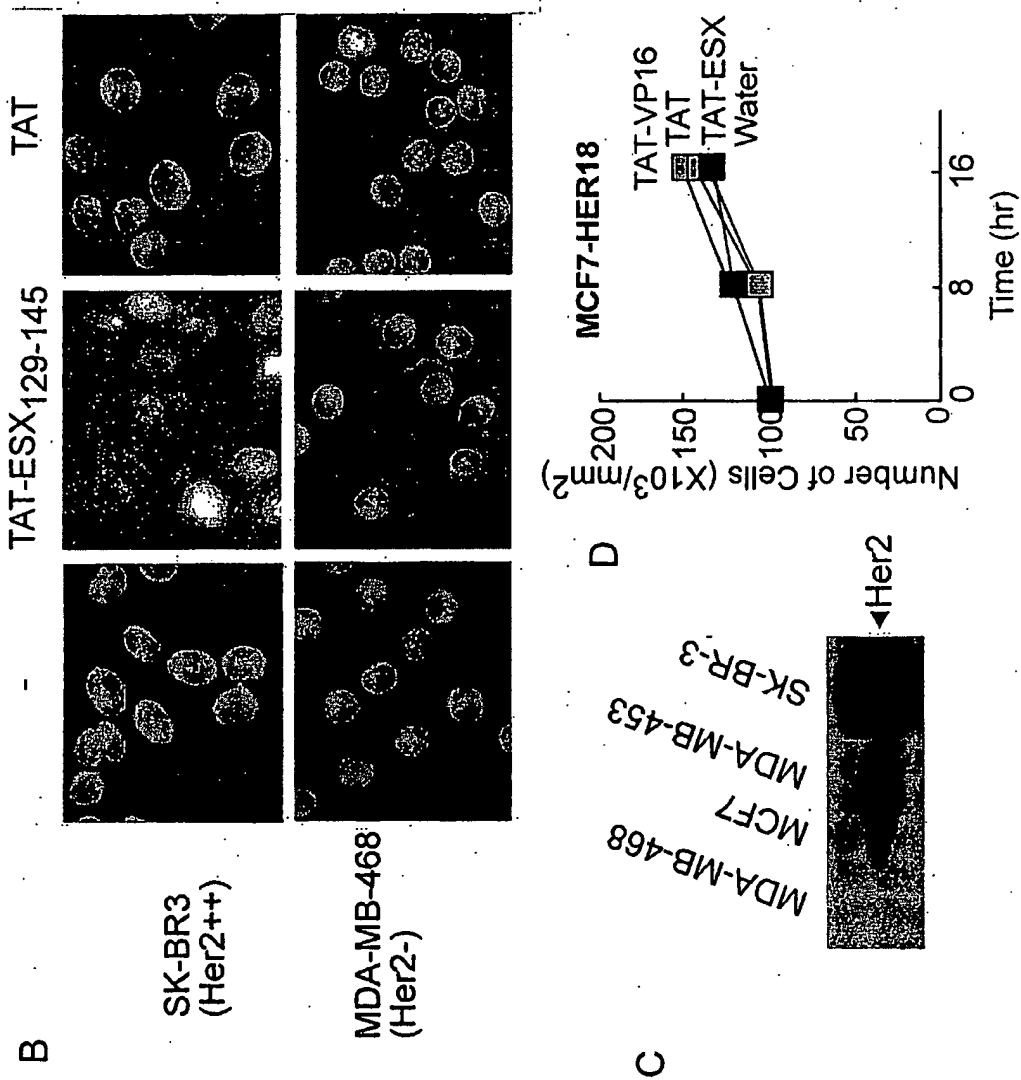 B
- TAT-ESX129-145 TAT
SK-BR3
(Her2++)
MDA-MB-468
(Her2-)
C
MDA-MB-468
MCF7
MDA-MB-453
SK-BR-3
Her2
D
MCF7-HER18
Number of Cells (X10³/mm²)
200
150
100
50
0
0 8 16
Time (hr)
TAT-VP16
TAT
TAT-ESX
Water